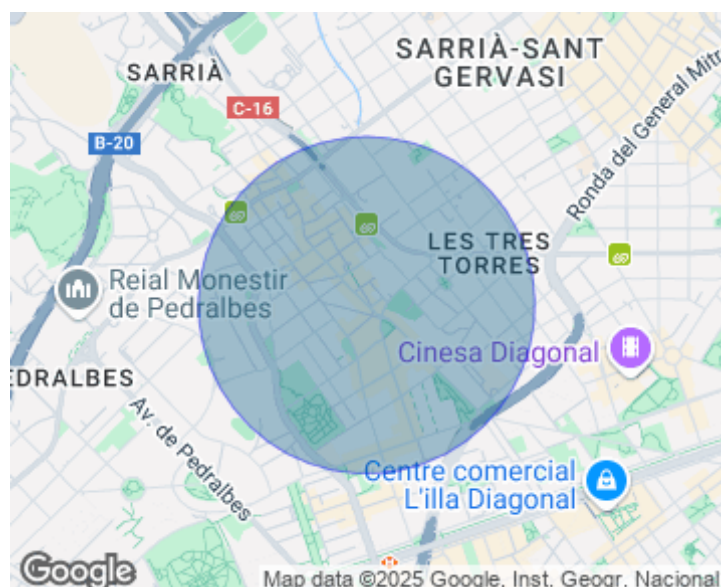 SARRIÀ-SANT
GERVASI
SARRIÀ
C-16
B-20
Ronda del General Mitr
LES TRES
TORRES
Reial Monestir
de Pedralbes
Cinesa Diagonal
EDRALBES
Av. de Pedralbes
Centre comercial
L'illa Diagonal
Google
Map data ©2025 Google, Inst. Geogr. Nacional